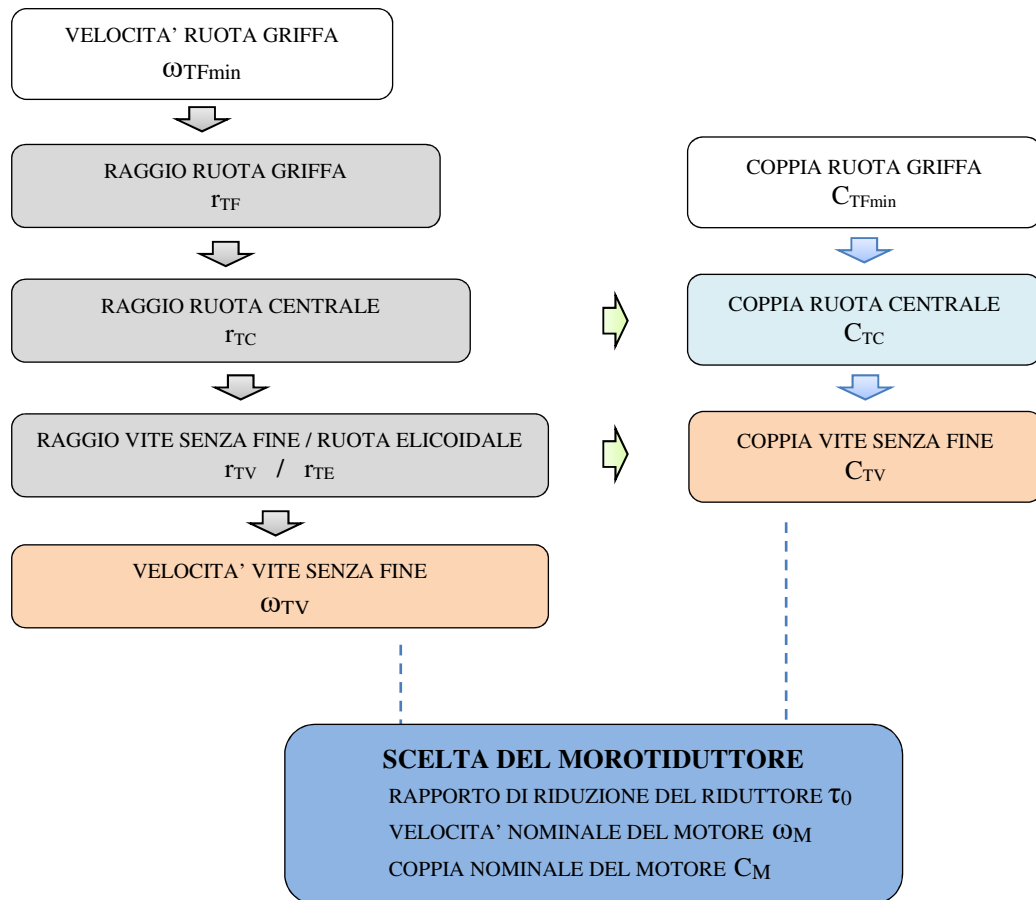 VELOCITA’ RUOTA GRIFFA
ωTFmin
RAGGIO RUOTA GRIFFA
rTF
RAGGIO RUOTA CENTRALE
rTC
RAGGIO VITE SENZA FINE / RUOTA ELICOIDALE
rTV / rTE
VELOCITA’ VITE SENZA FINE
ωTV
COPPIA RUOTA GRIFFA
CTFmin
COPPIA RUOTA CENTRALE
CTC
COPPIA VITE SENZA FINE
CTV
SCELTA DEL MOROTIDUTTORE
RAPPORTO DI RIDUZIONE DEL RIDUTTORE τ0
VELOCITA’ NOMINALE DEL MOTORE ωM
COPPIA NOMINALE DEL MOTORE CM